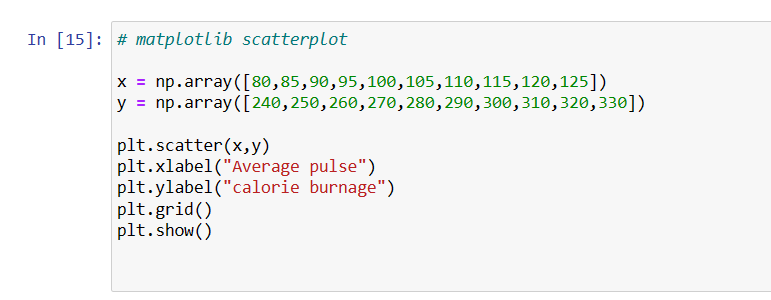 In [15]: # matplotlib scatterplot
x = np.array([80,85,90,95,100,105,110,115,120,125])
y = np.array([240,250,260,270,280,290,300,310,320,330])
plt.scatter(x,y)
plt.xlabel("Average pulse")
plt.ylabel("calorie burnage")
plt.grid()
plt.show()